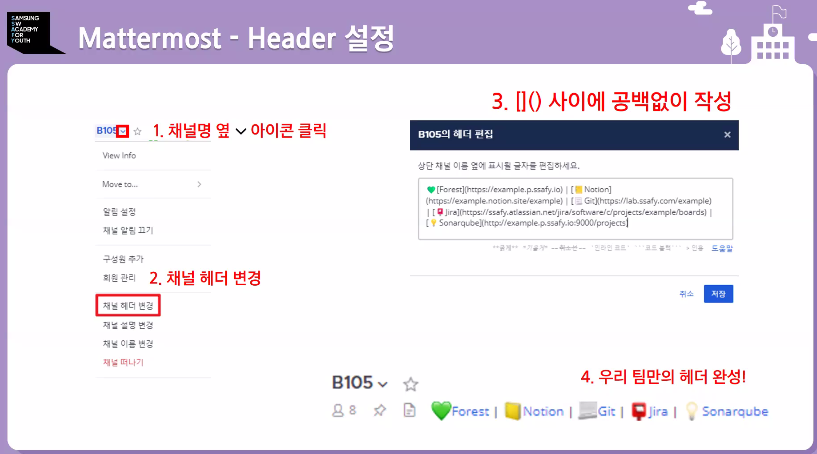 SAMSUNG
SW
ACADEMY
FOR
YOUTH
Mattermost - Header 설정
B105
1. 채널명 옆 아이콘 클릭
View Info
Move to...
알림 설정
채널 알림 끄기
구성원 추가
회원 관리
2. 채널 헤더 변경
채널 헤더 변경
채널 설명 변경
채널 이름 변경
채널 떠나기
3. []() 사이에 공백없이 작성
B105의 헤더 편집
상단 채널 이름 옆에 표시될 글자를 편집하세요.
💚[Forest](https://example.p.ssafy.io) | [📒Notion]
(https://example.notion.site/example) | [📃Git](https://lab.ssafy.com/example)
| [📮Jira](https://ssafy.atlassian.net/jira/software/c/projects/example/boards) |
[💡Sonarqube](http://example.p.ssafy.io:9000/projects)
도움말
취소 저장
4. 우리 팀만의 헤더 완성!
B105
8 💚Forest | 📒Notion | 📃Git | 📮Jira | 💡Sonarqube